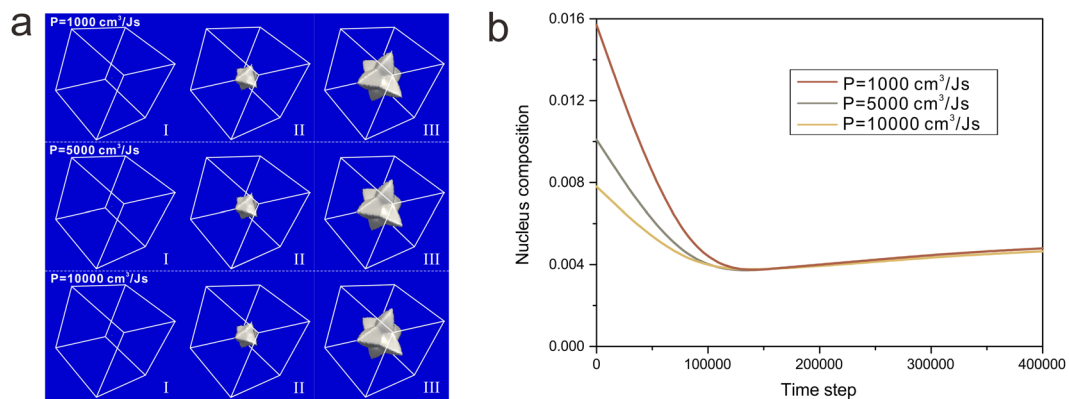 a
P=1000 cm³/Js
I II III
P=5000 cm³/Js
I II III
P=10000 cm³/Js
I II III
b
0.016
0.012
0.008
0.004
0.000
Nucleus composition
P=1000 cm³/Js
P=5000 cm³/Js
P=10000 cm³/Js
0 100000 200000 300000 400000
Time step